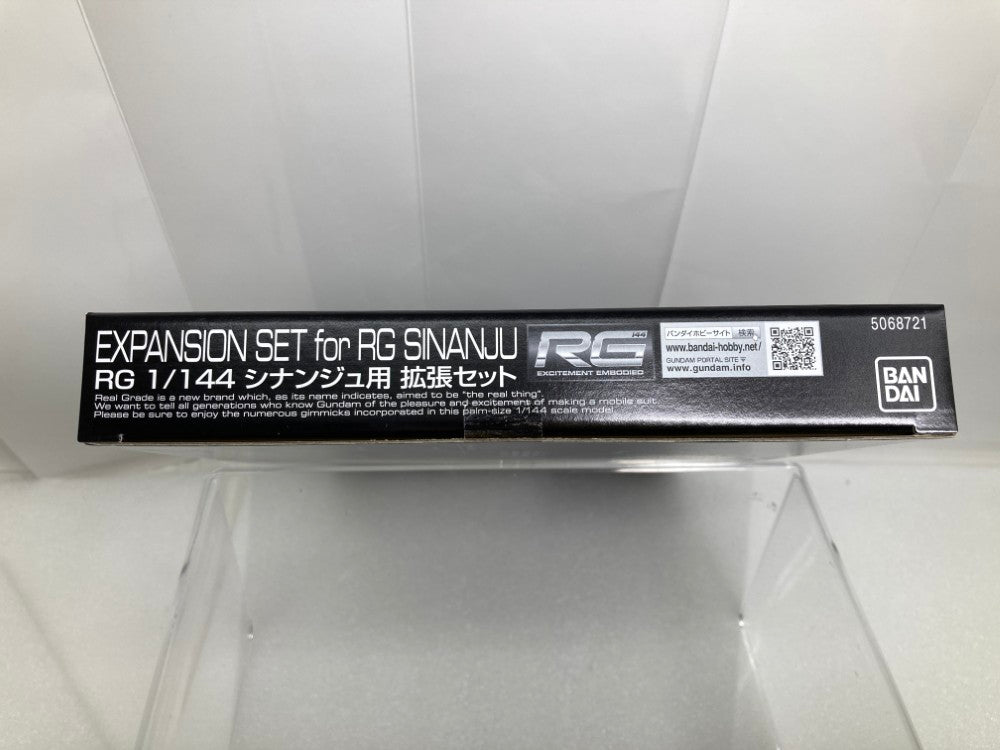 EXPANSION SET for RG SINANJU
RG 1/144 シナンジュ用 拡張セット
Real Grade is a new brand which, as its name indicates, aimed to be "the real thing".
We want to tell all generations who know Gundam of the pleasure and excitement of making a mobile suit.
Please be sure to enjoy the numerous gimmicks incorporated in this palm-size 1/144 scale model.
1/144
RG
EXCITEMENT EMBODIED
バンダイホビーサイト 検索
www.bandai-hobby.net/
GUNDAM PORTAL SITE
www.gundam.info
5068721
BAN
DAI